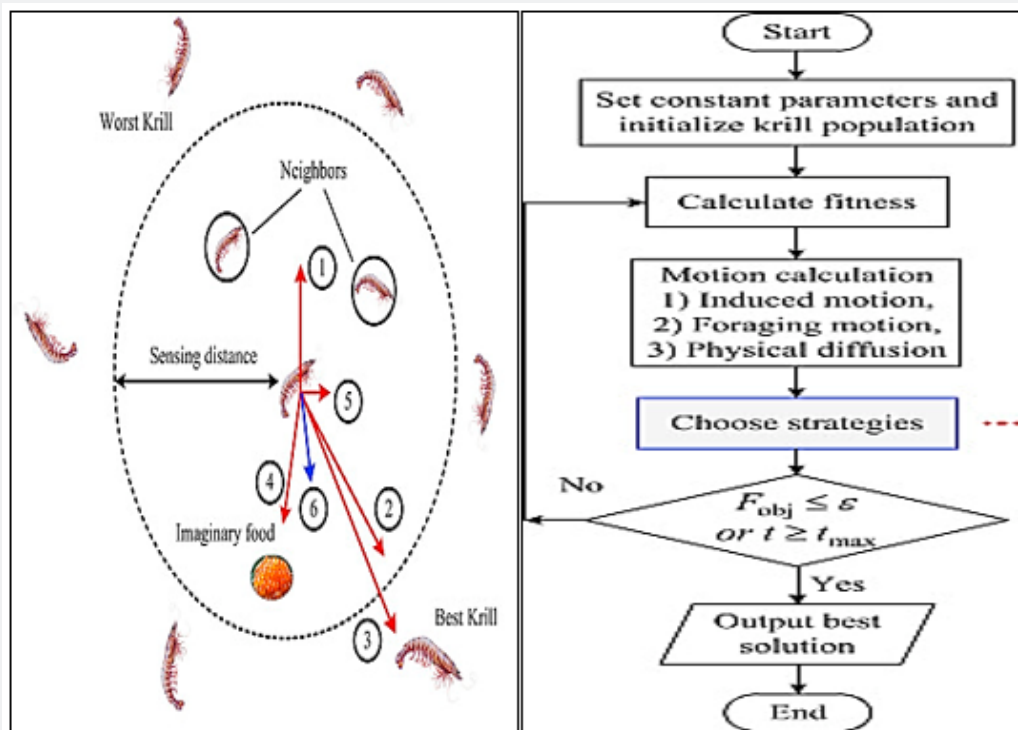 Worst Krill
Neighbors
1
Sensing distance
5
4
6
2
Imaginary food
3
Best Krill
Start
Set constant parameters and
initialize krill population
Calculate fitness
Motion calculation
1) Induced motion,
2) Foraging motion,
3) Physical diffusion
Choose strategies
No
F_obj ≤ ε
or t ≥ t_max
Yes
Output best
solution
End